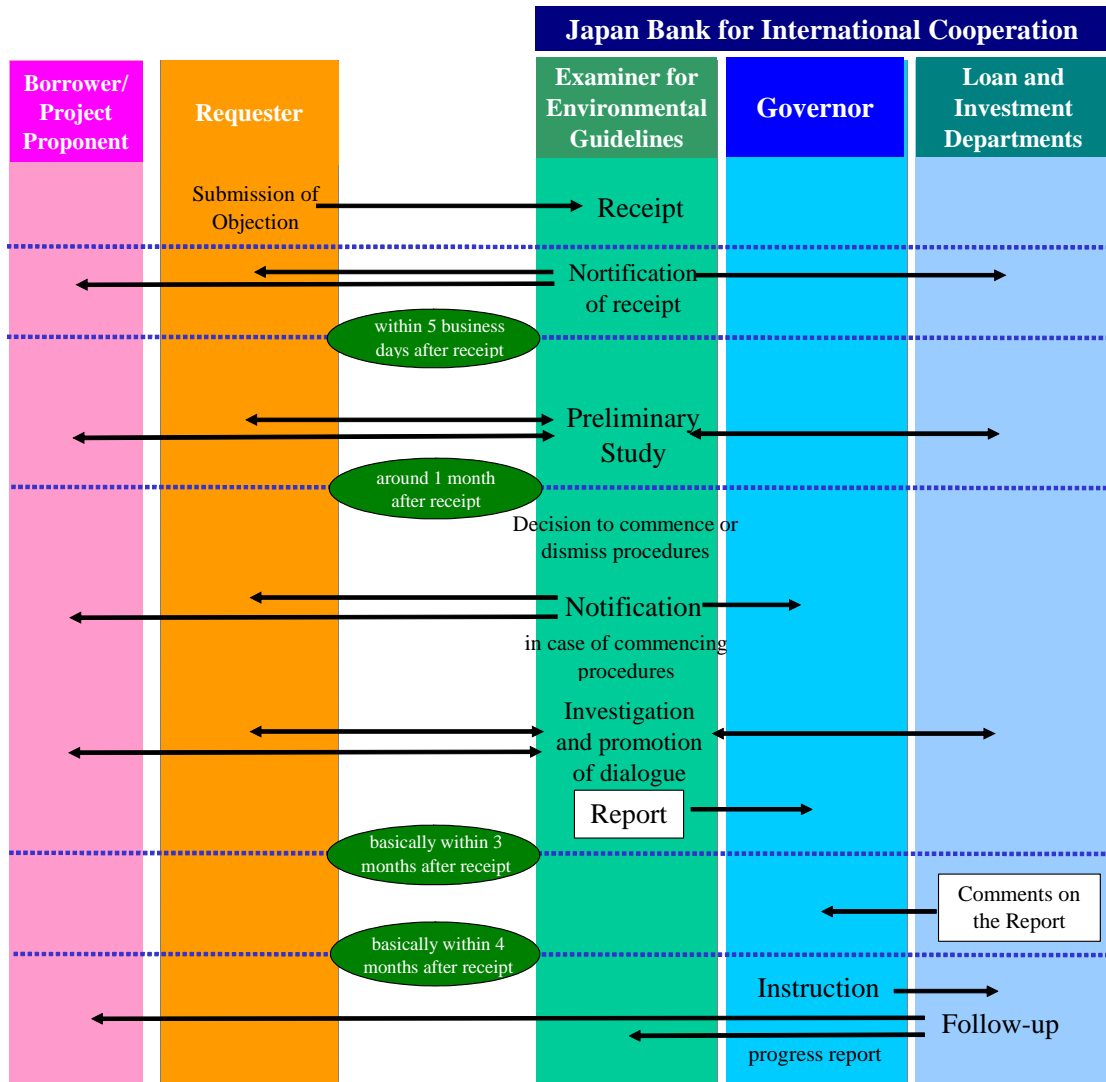 Japan Bank for International Cooperation
Borrower/
Project
Proponent
Requester
Examiner for
Environmental
Guidelines
Governor
Loan and
Investment
Departments
Submission of
Objection
Receipt
Nortification
of receipt
within 5 business
days after receipt
Preliminary
Study
around 1 month
after receipt
Decision to commence or
dismiss procedures
Notification
in case of commencing
procedures
Investigation
and promotion
of dialogue
Report
basically within 3
months after receipt
Comments on
the Report
basically within 4
months after receipt
Instruction
Follow-up
progress report